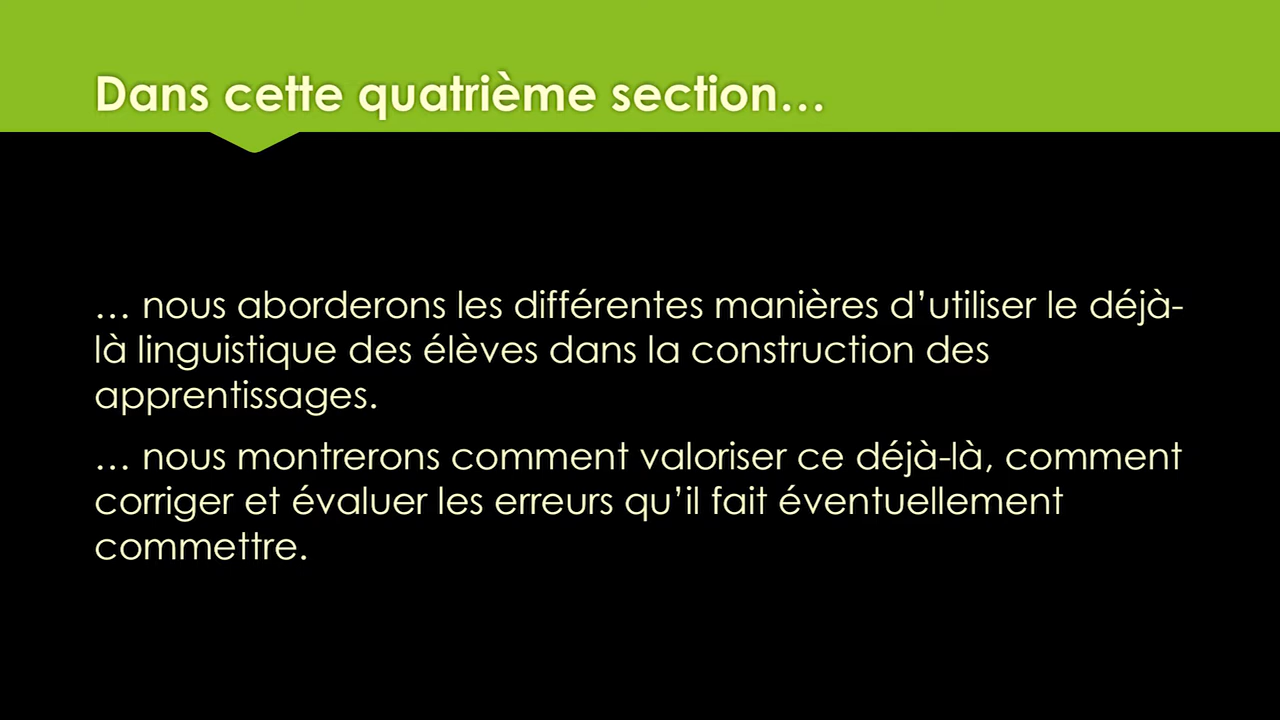 Dans cette quatrième section…
… nous aborderons les différentes manières d’utiliser le déjà-
là linguistique des élèves dans la construction des
apprentissages.
… nous montrerons comment valoriser ce déjà-là, comment
corriger et évaluer les erreurs qu’il fait éventuellement
commettre.